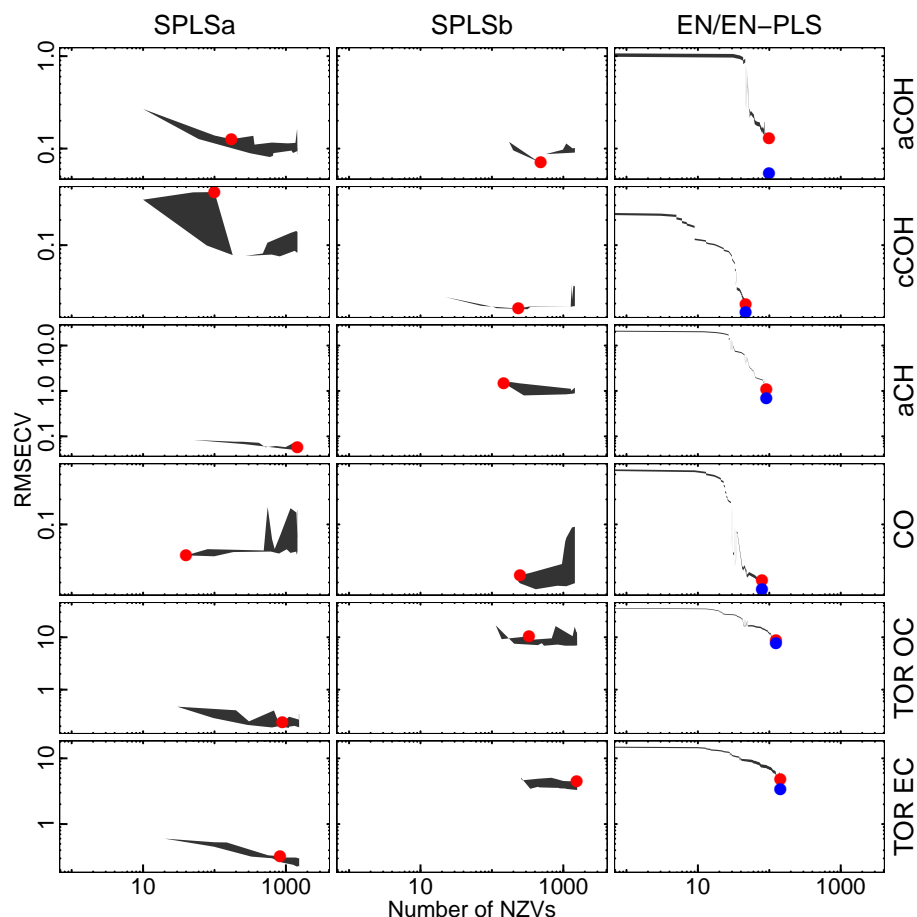 SPLSa SPLSb EN/EN−PLS
1.0
0.1
aCOH
0.1
cCOH
10.0
1.0
0.1
aCH
0.1
CO
10
1
TOR OC
10
1
TOR EC
RMSECV
10 1000 10 1000 10 1000
Number of NZVs